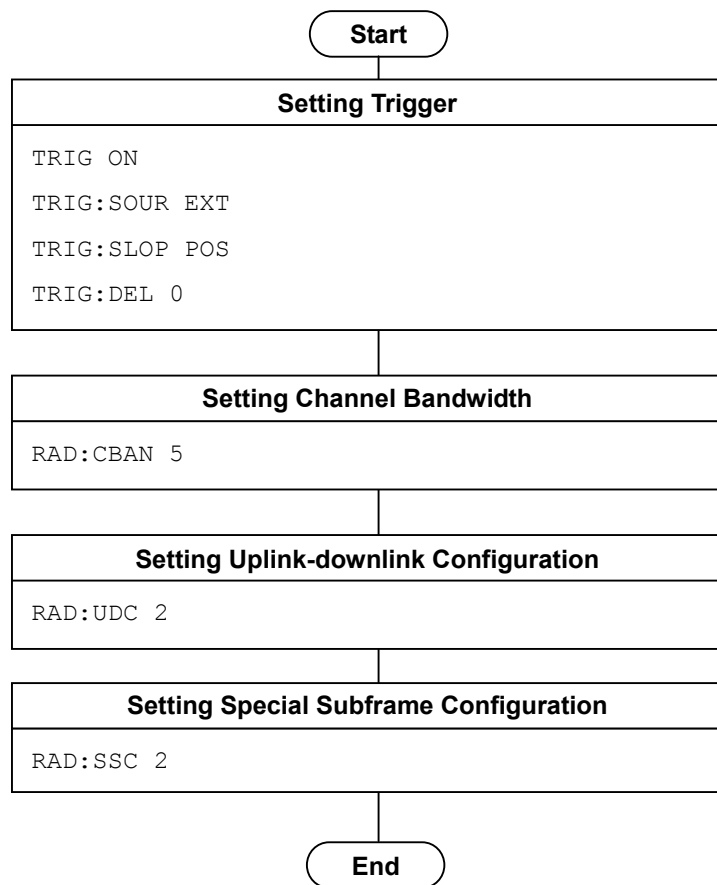 Start
Setting Trigger
TRIG ON
TRIG:SOUR EXT
TRIG:SLOP POS
TRIG:DEL 0
Setting Channel Bandwidth
RAD:CBAN 5
Setting Uplink-downlink Configuration
RAD:UDC 2
Setting Special Subframe Configuration
RAD:SSC 2
End